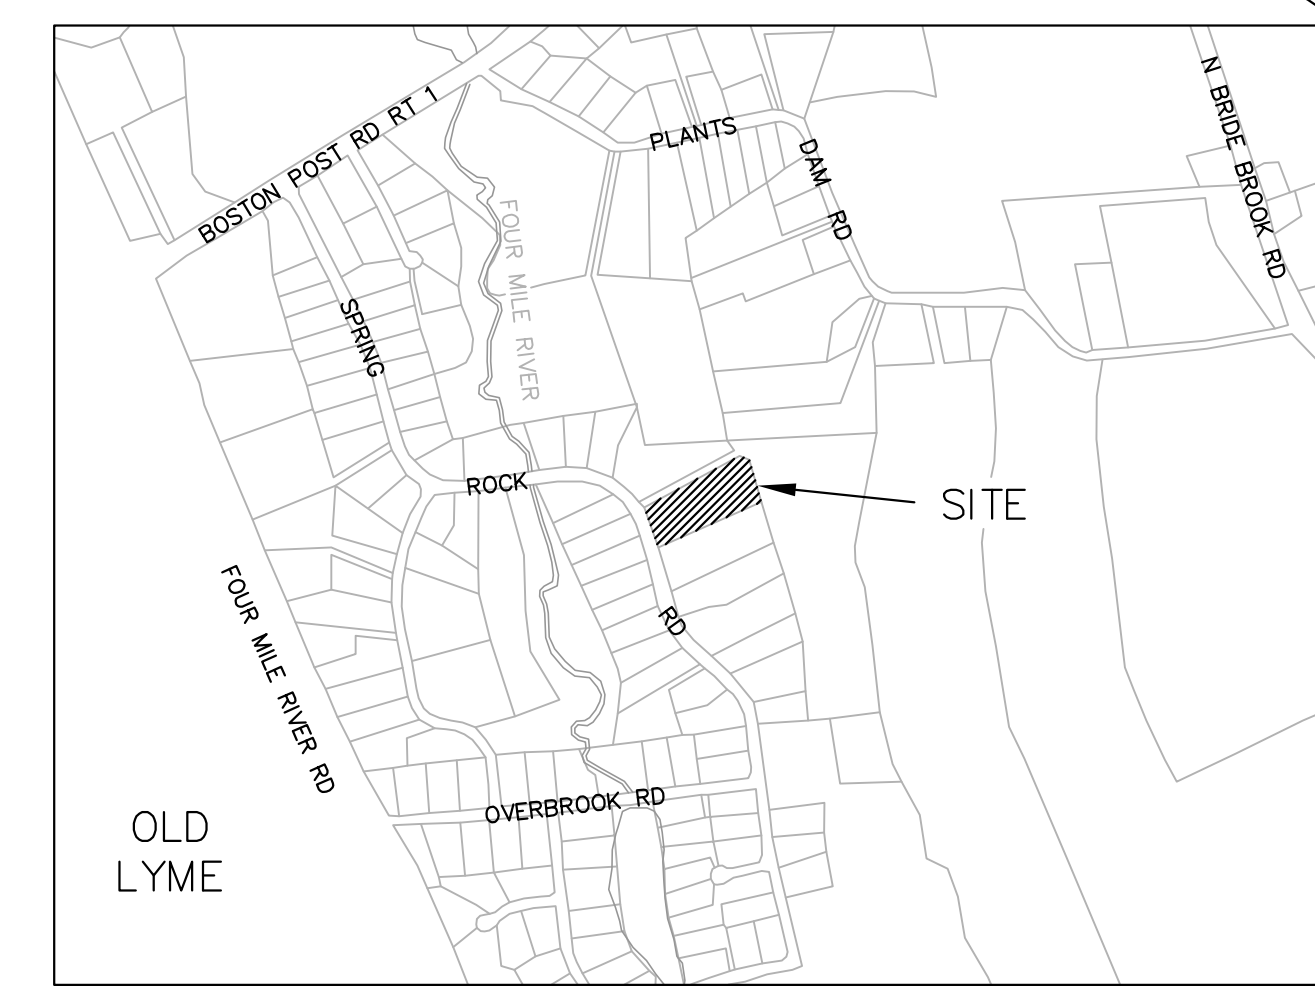 BOSTON POST RD RT 1
PLANTS DAM RD
N BRIDE BROOK RD
FOUR MILE RIVER
SPRING ROCK RD
SITE
FOUR MILE RIVER RD
OVERBROOK RD
OLD
LYME